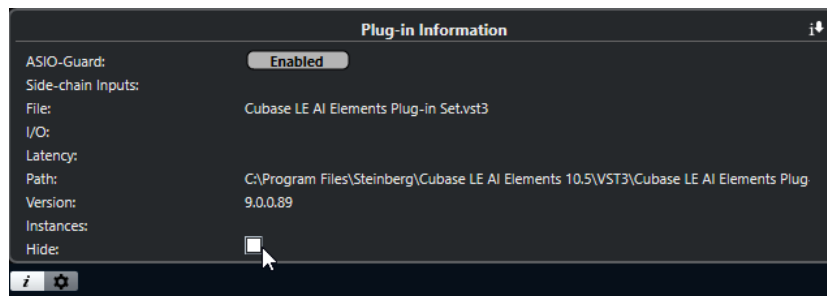 Plug-in Information
ASIO-Guard: Enabled
Side-chain Inputs:
File: Cubase LE AI Elements Plug-in Set.vst3
I/O:
Latency:
Path: C:\Program Files\Steinberg\Cubase LE AI Elements 10.5\VST3\Cubase LE AI Elements Plug-
Version: 9.0.0.89
Instances:
Hide:
i